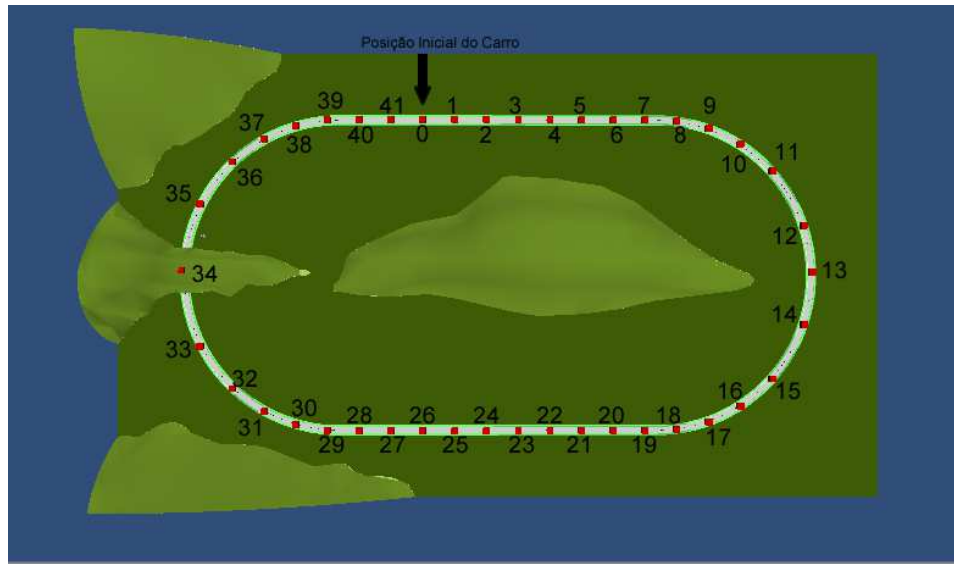 Posição Inicial do Carro
39 41 1 3 5 7 9
37 38 40 0 2 4 6 8 10 11
36
35 12
34 13
33 14
32 16 15
31 30 28 26 24 22 20 18 17
29 27 25 23 21 19